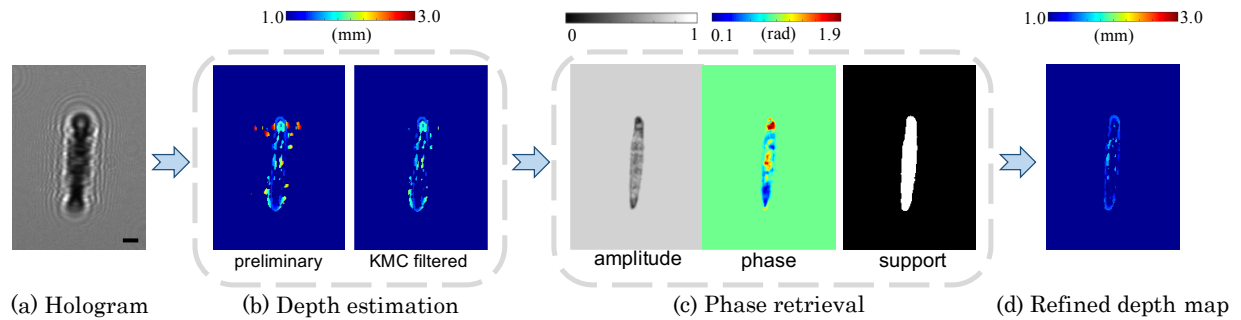 1.0 3.0
(mm)
0 1
0.1 (rad) 1.9
1.0 3.0
(mm)
preliminary KMC filtered
amplitude phase support
(a) Hologram (b) Depth estimation (c) Phase retrieval (d) Refined depth map